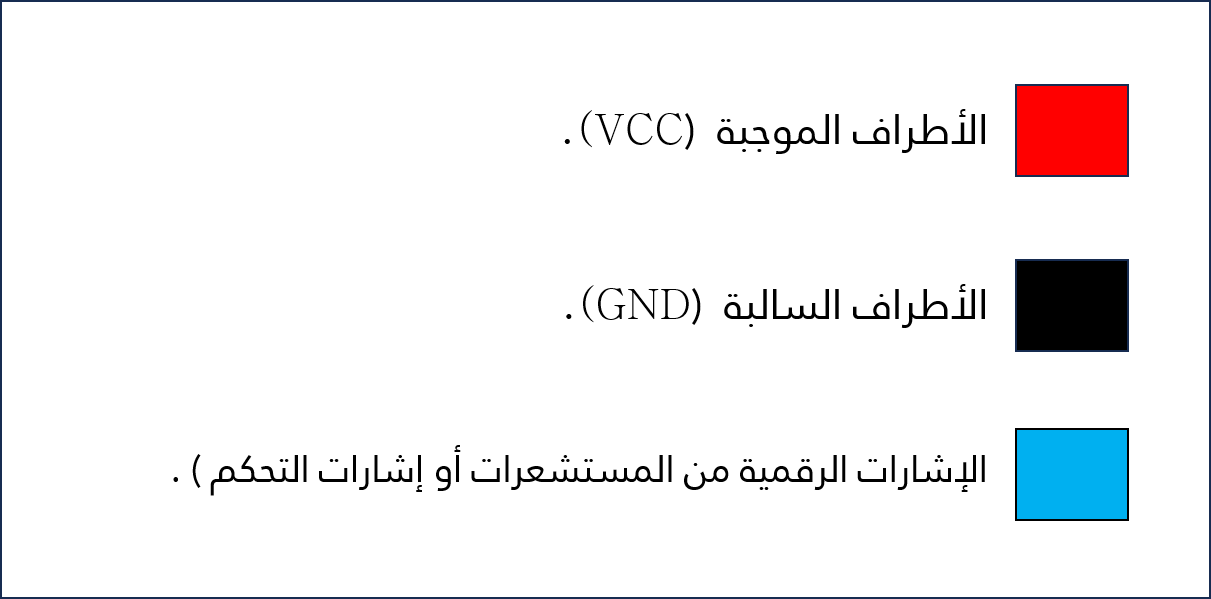 الأطراف الموجبة (VCC).
الأطراف السالبة (GND).
الإشارات الرقمية من المستشعرات أو إشارات التحكم ) .